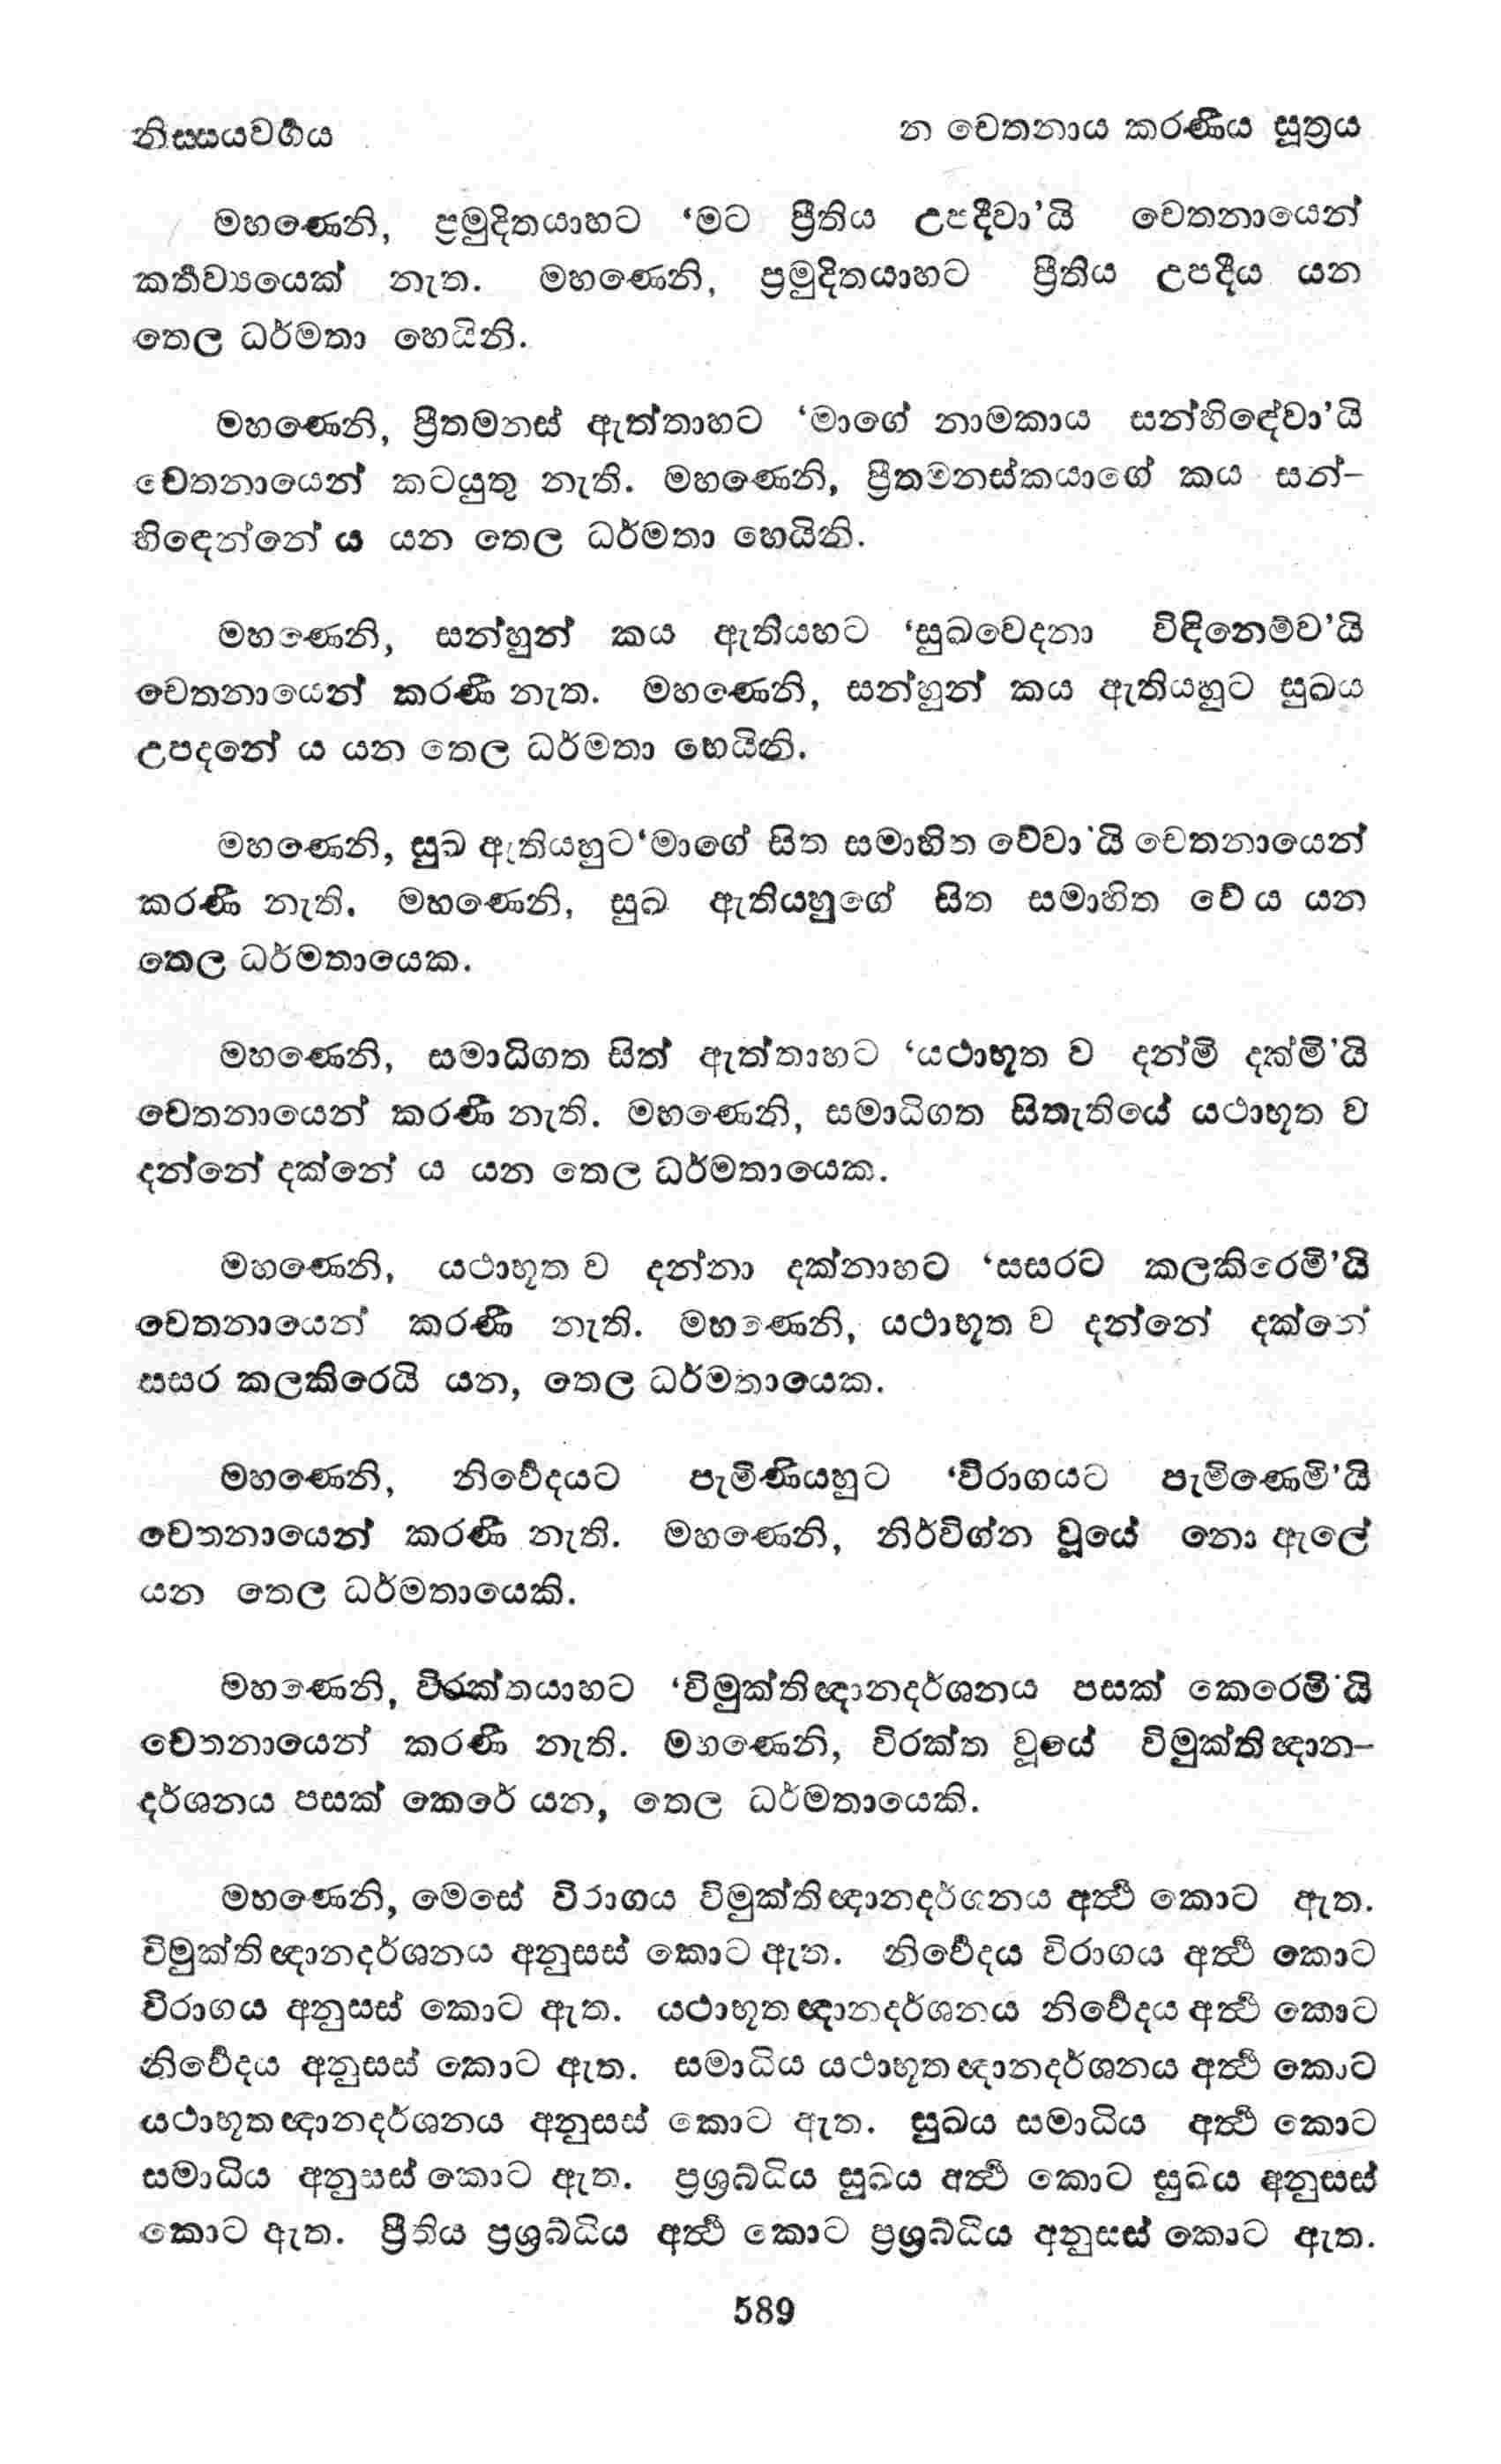 නිස්සයවර්‍ගය
න චෙතනාය කරණීය සූත්‍රය
මහණෙනි, ප්‍රමුදිතයාහට ‘මට ප්‍රීතිය උපදීවා’යි චෙතනායෙන්
කර්‍තව්‍යයෙක් නැත. මහණෙනි, ප්‍රමුදිතයාහට ප්‍රීතිය උපදීය යන
තෙල ධර්මතා හෙයිනි.
මහණෙනි, ප්‍රීතමනස් ඇත්තාහට ‘මාගේ නාමකාය සන්හිඳේවා’යි
චෙතනායෙන් කටයුතු නැති. මහණෙනි, ප්‍රීතමනස්කයාගේ කය සන්-
හිඳෙන්නේ ය යන තෙල ධර්මතා හෙයිනි.
මහණෙනි, සන්හුන් කය ඇතියහට ‘සුඛවේදනා විඳිනෙම්ව’යි
චෙතනායෙන් කරණී නැත. මහණෙනි, සන්හුන් කය ඇතියහුට සුඛය
උපදනේ ය යන තෙල ධර්මතා හෙයිනි.
මහණෙනි, සුඛ ඇතියහුට ‘මාගේ සිත සමාහිත වේවා’යි චෙතනායෙන්
කරණී නැති. මහණෙනි, සුඛ ඇතියහුගේ සිත සමාහිත වේ ය යන
තෙල ධර්මතායෙක.
මහණෙනි, සමාධිගත සිත් ඇත්තාහට ‘යථාභූත ව දන්මි දක්මි’යි
චෙතනායෙන් කරණී නැති. මහණෙනි, සමාධිගත සිතැතියේ යථාභූත ව
දන්නේ දක්නේ ය යන තෙල ධර්මතායෙක.
මහණෙනි, යථාභූත ව දන්නා දක්නාහට ‘සසරට කලකිරෙමි’යි
චෙතනායෙන් කරණී නැති. මහණෙනි, යථාභූත ව දන්නේ දක්නේ
සසර කලකිරෙයි යන, තෙල ධර්මතායෙක.
මහණෙනි, නිර්‍වේදයට පැමිණියහුට ‘විරාගයට පැමිණෙමි’යි
චෙතනායෙන් කරණී නැති. මහණෙනි, නිර්විග්න වූයේ නො ඇලේ
යන තෙල ධර්මතායෙකි.
මහණෙනි, විරක්තයාහට ‘විමුක්තිඥානදර්ශනය පසක් කෙරෙමි’යි
චෙතනායෙන් කරණී නැති. මහණෙනි, විරක්ත වූයේ විමුක්තිඥාන-
දර්ශනය පසක් කෙරේ යන, තෙල ධර්මතායෙකි.
මහණෙනි, මෙසේ විරාගය විමුක්තිඥානදර්ශනය අර්‍ත්‍ථ කොට ඇත.
විමුක්තිඥානදර්ශනය අනුසස් කොට ඇත. නිර්‍වේදය විරාගය අර්‍ත්‍ථ කොට
විරාගය අනුසස් කොට ඇත. යථාභූතඥානදර්ශනය නිර්‍වේදය අර්‍ත්‍ථ කොට
නිර්‍වේදය අනුසස් කොට ඇත. සමාධිය යථාභූතඥානදර්ශනය අර්‍ත්‍ථ කොට
යථාභූතඥානදර්ශනය අනුසස් කොට ඇත. සුඛය සමාධිය අර්‍ත්‍ථ කොට
සමාධිය අනුසස් කොට ඇත. ප්‍රශ්‍රබ්ධිය සුඛය අර්‍ත්‍ථ කොට සුඛය අනුසස්
කොට ඇත. ප්‍රීතිය ප්‍රශ්‍රබ්ධිය අර්‍ත්‍ථ කොට ප්‍රශ්‍රබ්ධිය අනුසස් කොට ඇත.
589